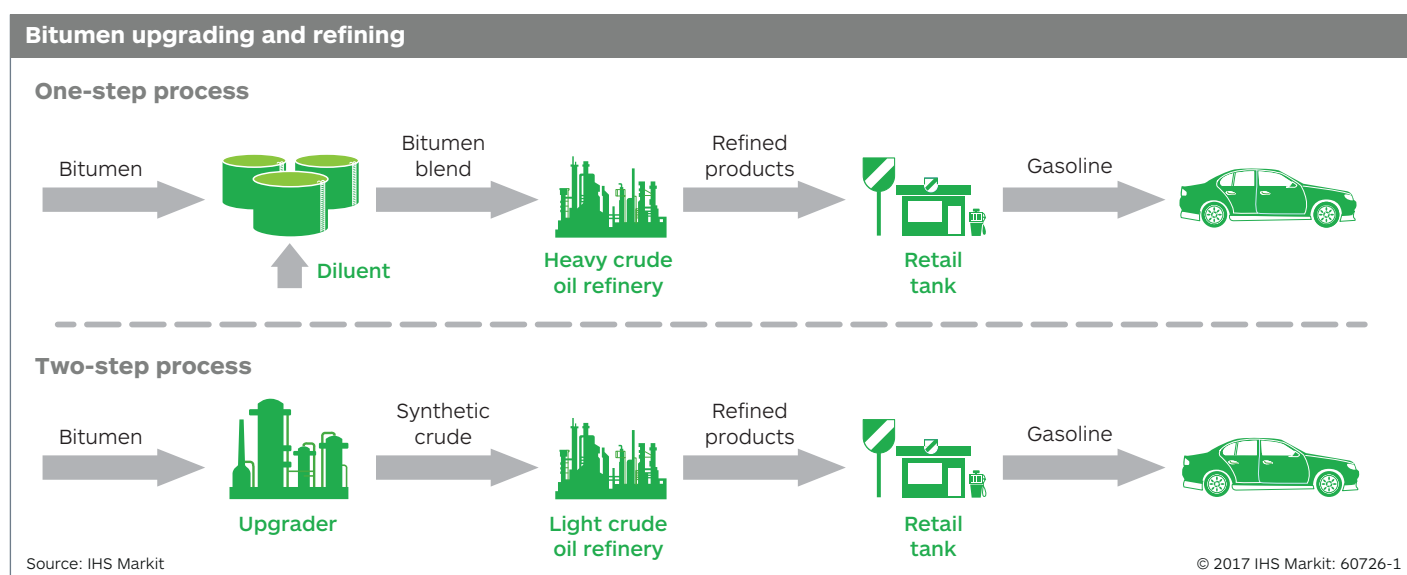 Bitumen upgrading and refining
One-step process
Bitumen
Bitumen
blend
Refined
products
Gasoline
Diluent
Heavy crude
oil refinery
Retail
tank
Two-step process
Bitumen
Synthetic
crude
Refined
products
Gasoline
Upgrader
Light crude
oil refinery
Retail
tank
Source: IHS Markit
© 2017 IHS Markit: 60726-1